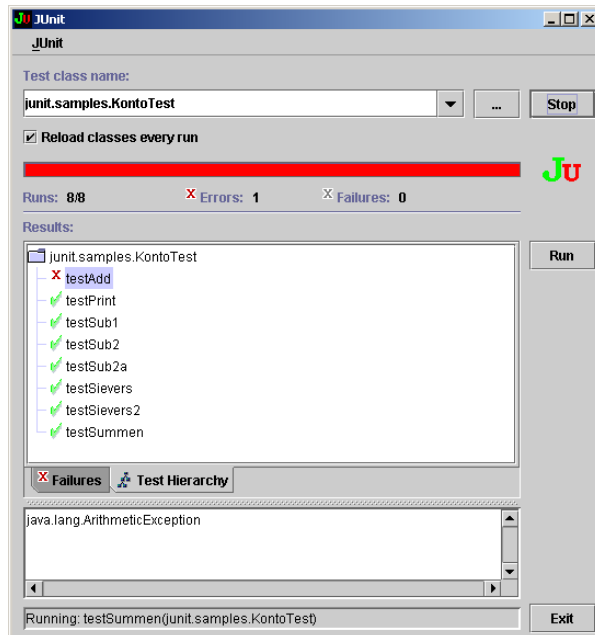 JU JUnit
JUnit
Test class name:
junit.samples.KontoTest
...
Stop
Reload classes every run
JU
Runs: 8/8 X Errors: 1 X Failures: 0
Results:
junit.samples.KontoTest
Run
X testAdd
testPrint
testSub1
testSub2
testSub2a
testSievers
testSievers2
testSummen
X Failures Test Hierarchy
java.lang.ArithmeticException
Running: testSummen(junit.samples.KontoTest)
Exit